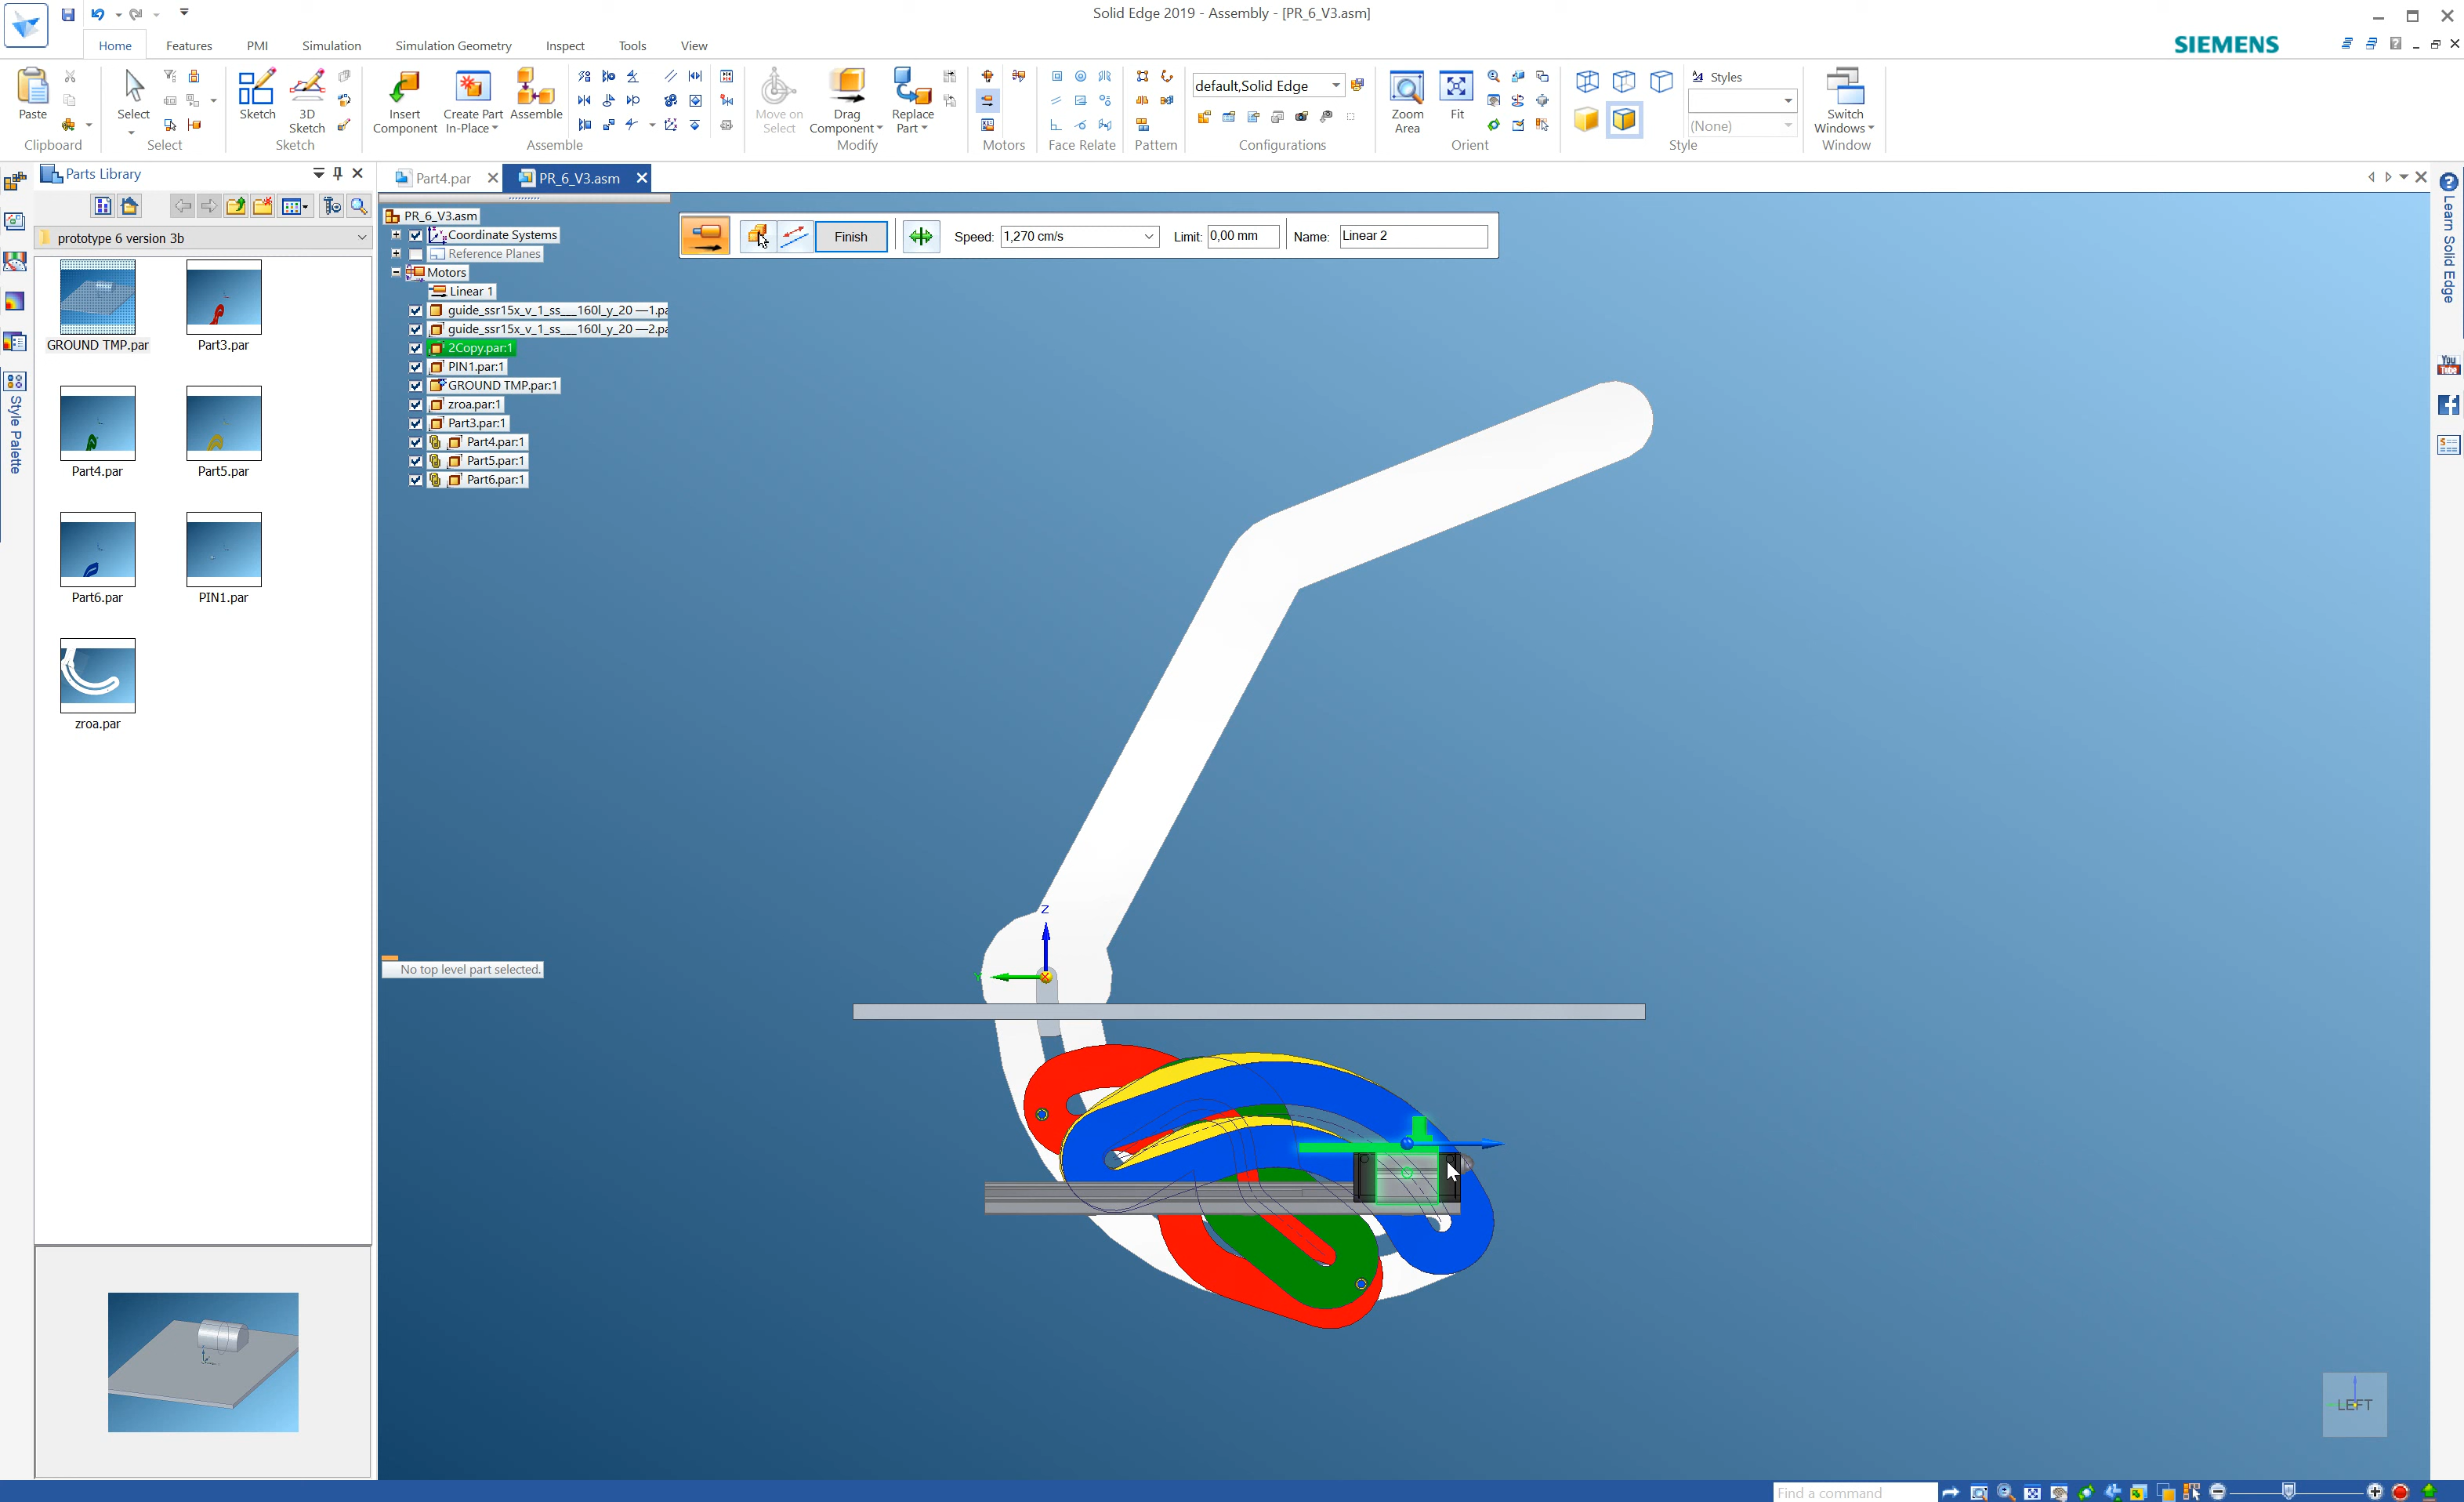 Solid Edge 2019 - Assembly - [PR_6_V3.asm]
Home Features PMI Simulation Simulation Geometry Inspect Tools View
SIEMENS
Paste
Select
Sketch
3D Sketch
Insert Component
Create Part In-Place
Assemble
Move on Select
Drag Component
Replace Part
default,Solid Edge
Zoom Area
Fit
Styles
(None)
Switch Windows
Clipboard Select Sketch Assemble Modify Motors Face Relate Pattern Configurations Orient Style Window
Parts Library
Part4.par
PR_6_V3.asm
prototype 6 version 3b
GROUND TMP.par
Part3.par
Part4.par
Part5.par
Part6.par
PIN1.par
zroa.par
Style Palette
PR_6_V3.asm
Coordinate Systems
Reference Planes
Motors
Linear 1
guide_ssr15x_v_1_ss___160l_y_20 —1.pa
guide_ssr15x_v_1_ss___160l_y_20 —2.pa
2Copy.par:1
PIN1.par:1
GROUND TMP.par:1
zroa.par:1
Part3.par:1
Part4.par:1
Part5.par:1
Part6.par:1
Finish
Speed: 1,270 cm/s
Limit: 0,00 mm
Name: Linear 2
No top level part selected.
Z
LEFT
Learn Solid Edge
You
Tube
Find a command